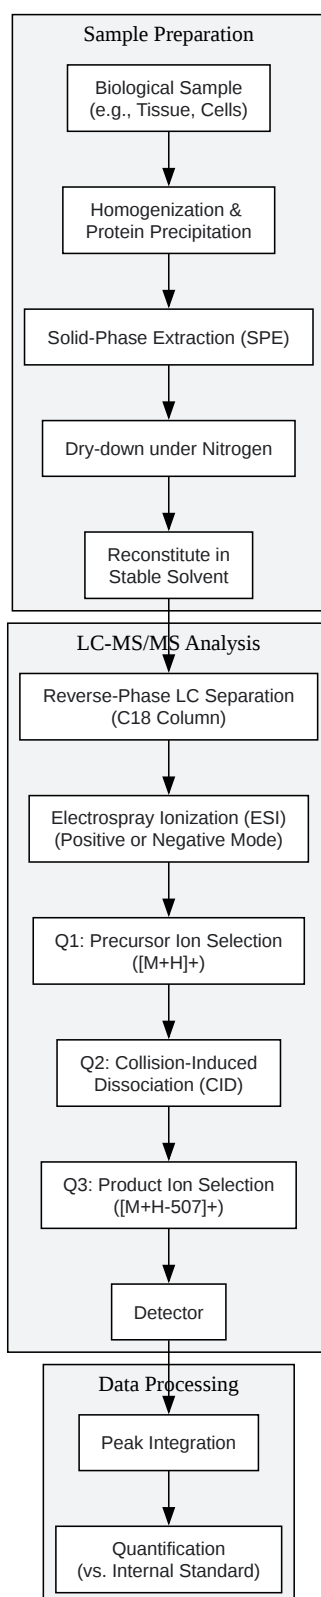 Sample Preparation
Biological Sample
(e.g., Tissue, Cells)
Homogenization &
Protein Precipitation
Solid-Phase Extraction (SPE)
Dry-down under Nitrogen
Reconstitute in
Stable Solvent
LC-MS/MS Analysis
Reverse-Phase LC Separation
(C18 Column)
Electrospray Ionization (ESI)
(Positive or Negative Mode)
Q1: Precursor Ion Selection
([M+H]+)
Q2: Collision-Induced
Dissociation (CID)
Q3: Product Ion Selection
([M+H-507]+)
Detector
Data Processing
Peak Integration
Quantification
(vs. Internal Standard)